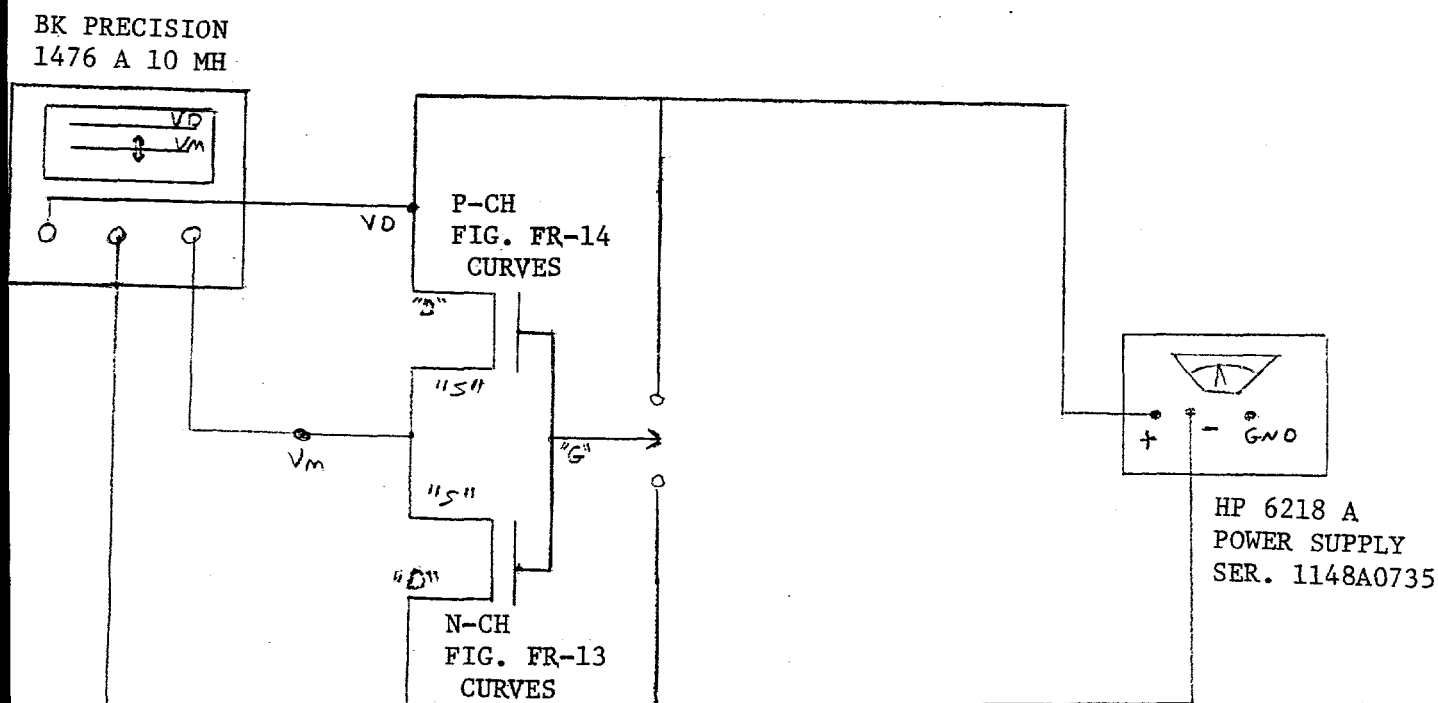 BK PRECISION
1476 A 10 MH
VD
VM
VD
P-CH
FIG. FR-14
CURVES
"D"
"S"
VM
"G"
"S"
"D"
N-CH
FIG. FR-13
CURVES
+
-
GND
HP 6218 A
POWER SUPPLY
SER. 1148A0735